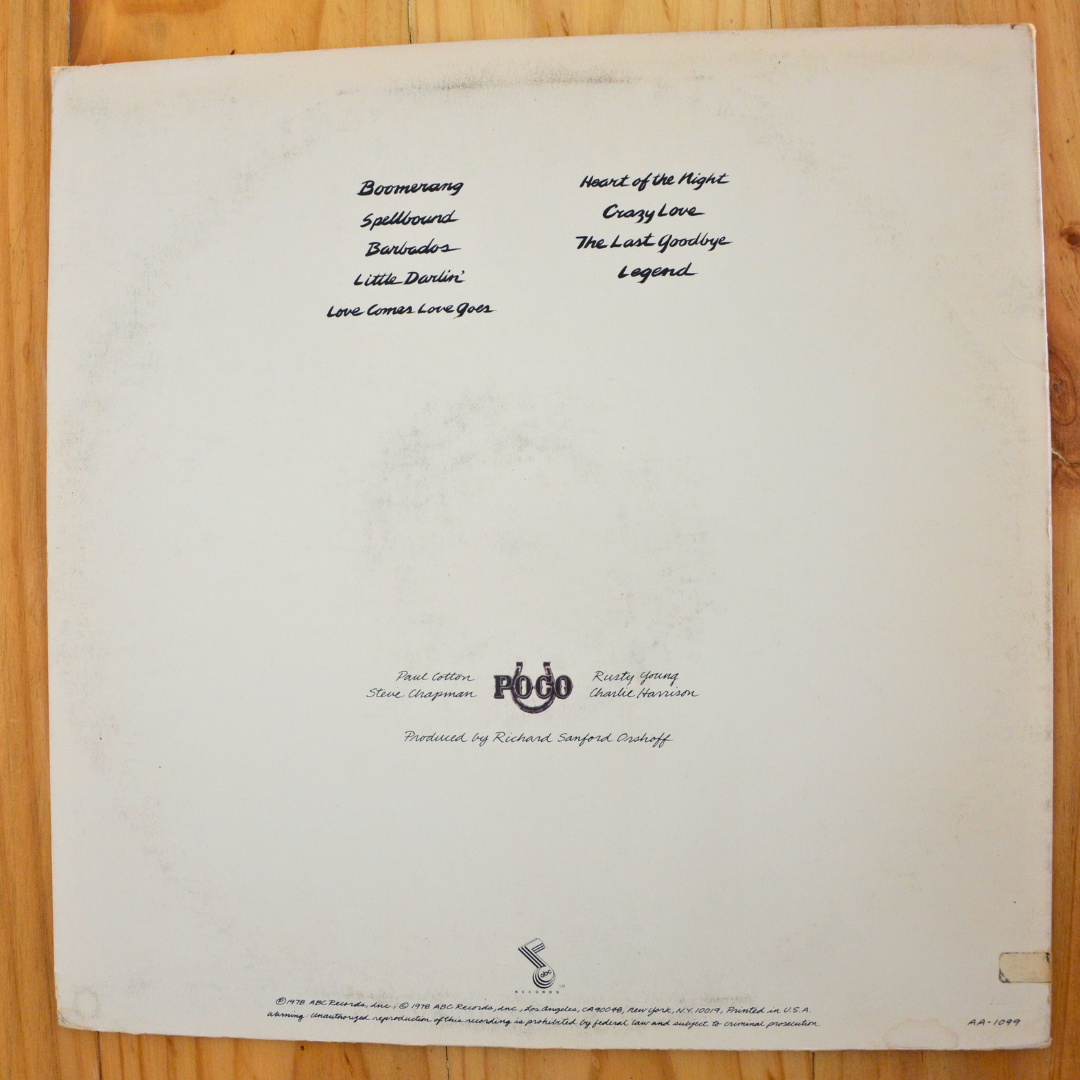 Boomerang
Spellbound
Barbados
Little Darlin'
Love Comes Love Goes
Heart of the Night
Crazy Love
The Last Goodbye
Legend
Paul Cotton
Steve Chapman
POCO
Rusty Young
Charlie Harrison
Produced by Richard Sanford Orshoff
abc
RECORDS TM
℗ 1978 ABC Records, Inc., © 1978 ABC Records, Inc., Los Angeles, CA 90048, New York, N.Y. 10019, Printed in U.S.A.
Warning: Unauthorized reproduction of this recording is prohibited by federal law and subject to criminal prosecution
AA-1099